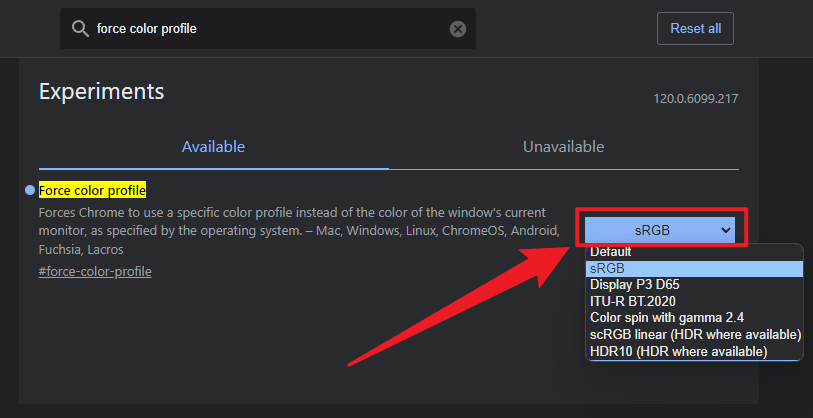 force color profile
Reset all
Experiments
120.0.6099.217
Available
Unavailable
Force color profile
Forces Chrome to use a specific color profile instead of the color of the window's current
monitor, as specified by the operating system. – Mac, Windows, Linux, ChromeOS, Android,
Fuchsia, Lacros
#force-color-profile
sRGB
Default
sRGB
Display P3 D65
ITU-R BT.2020
Color spin with gamma 2.4
scRGB linear (HDR where available)
HDR10 (HDR where available)